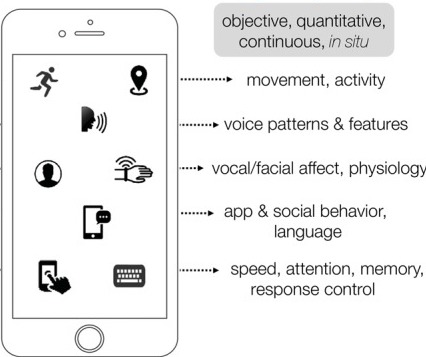 objective, quantitative,
continuous, in situ
movement, activity
voice patterns & features
vocal/facial affect, physiology
app & social behavior,
language
speed, attention, memory,
response control